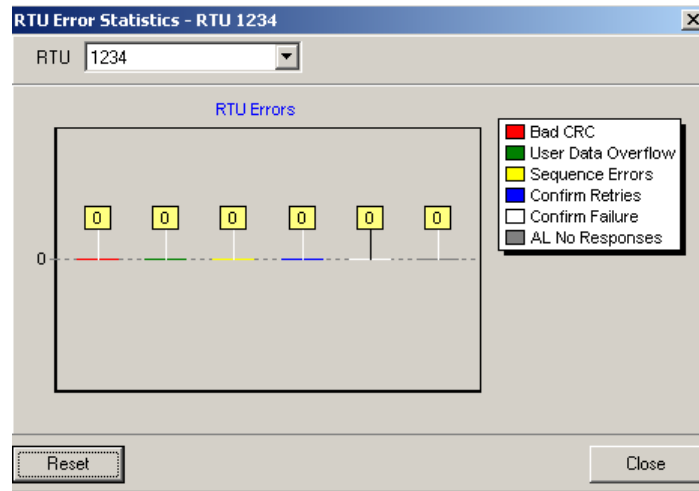 RTU Error Statistics - RTU 1234
RTU 1234
RTU Errors
Bad CRC
User Data Overflow
Sequence Errors
Confirm Retries
Confirm Failure
AL No Responses
0 0 0 0 0 0
0
Reset Close